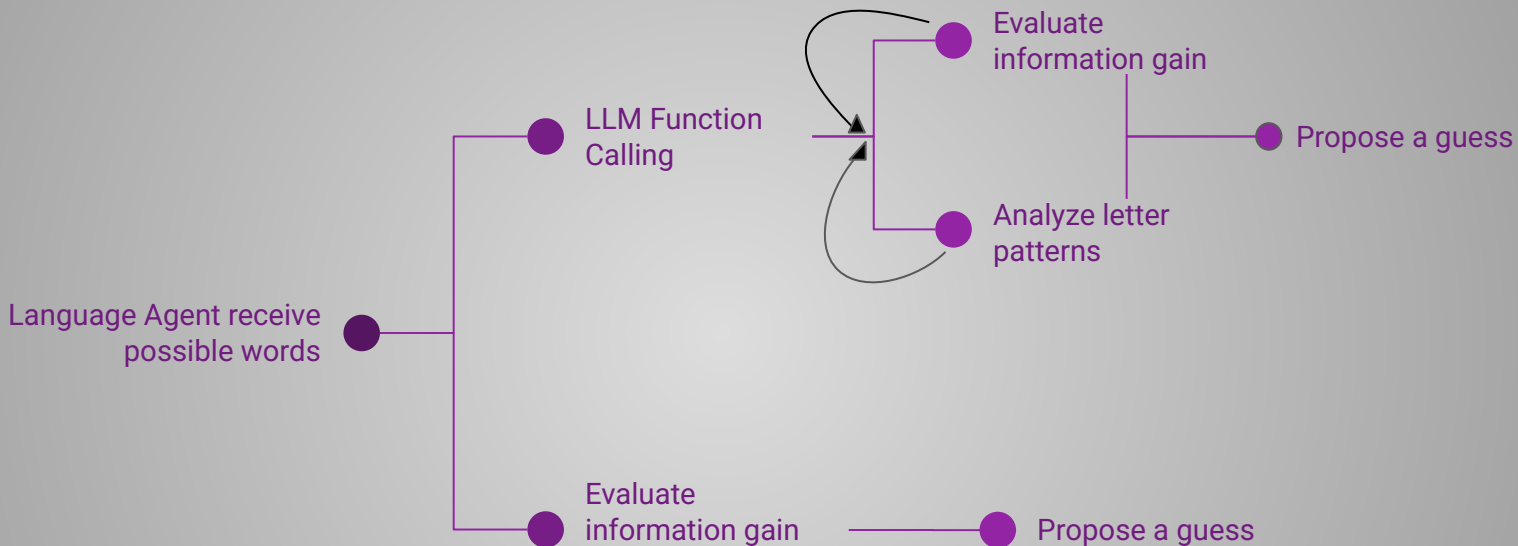 Evaluate
information gain
LLM Function
Calling
Propose a guess
Analyze letter
patterns
Language Agent receive
possible words
Evaluate
information gain
Propose a guess